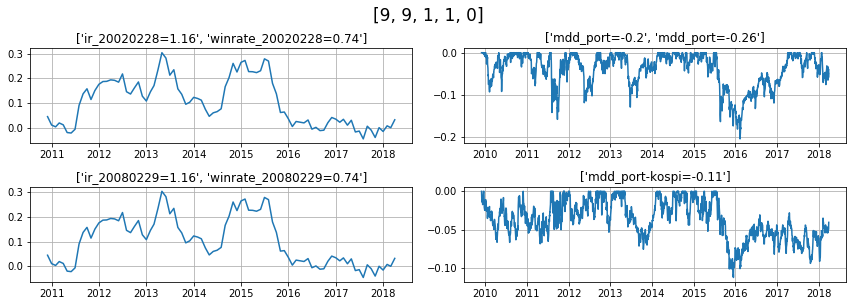 [9, 9, 1, 1, 0]
['ir_20020228=1.16', 'winrate_20020228=0.74']
0.3
0.2
0.1
0.0
2011 2012 2013 2014 2015 2016 2017 2018
['mdd_port=-0.2', 'mdd_port=-0.26']
0.0
−0.1
−0.2
2010 2011 2012 2013 2014 2015 2016 2017 2018
['ir_20080229=1.16', 'winrate_20080229=0.74']
0.3
0.2
0.1
0.0
2011 2012 2013 2014 2015 2016 2017 2018
['mdd_port-kospi=-0.11']
0.00
−0.05
−0.10
2010 2011 2012 2013 2014 2015 2016 2017 2018